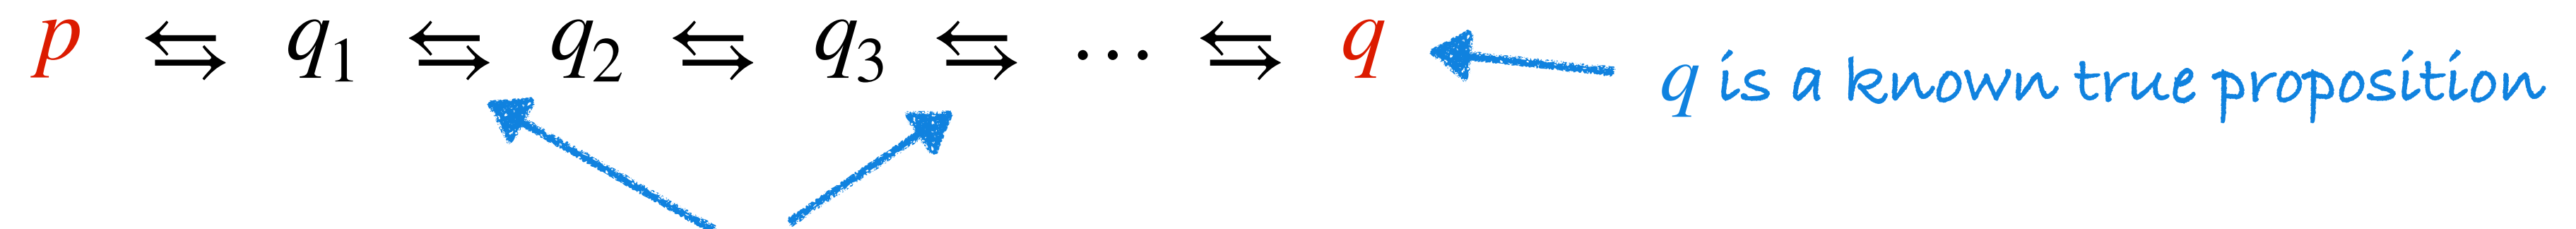 p ⇆ q₁ ⇆ q₂ ⇆ q₃ ⇆ ⋯ ⇆ q
q is a known true proposition